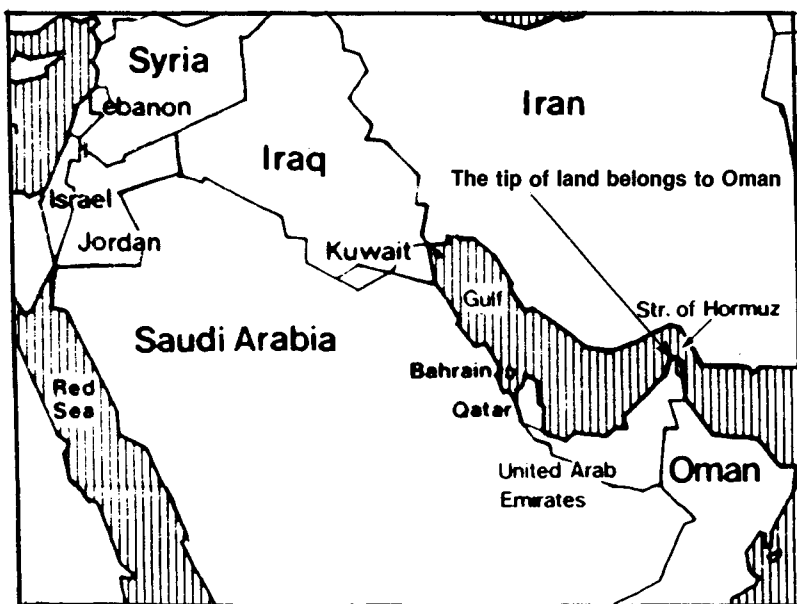 Syria
Lebanon
Iran
Iraq
The tip of land belongs to Oman
Israel
Jordan
Kuwait
Gulf
Str. of Hormuz
Saudi Arabia
Bahrain
Red
Sea
Qatar
United Arab
Emirates
Oman